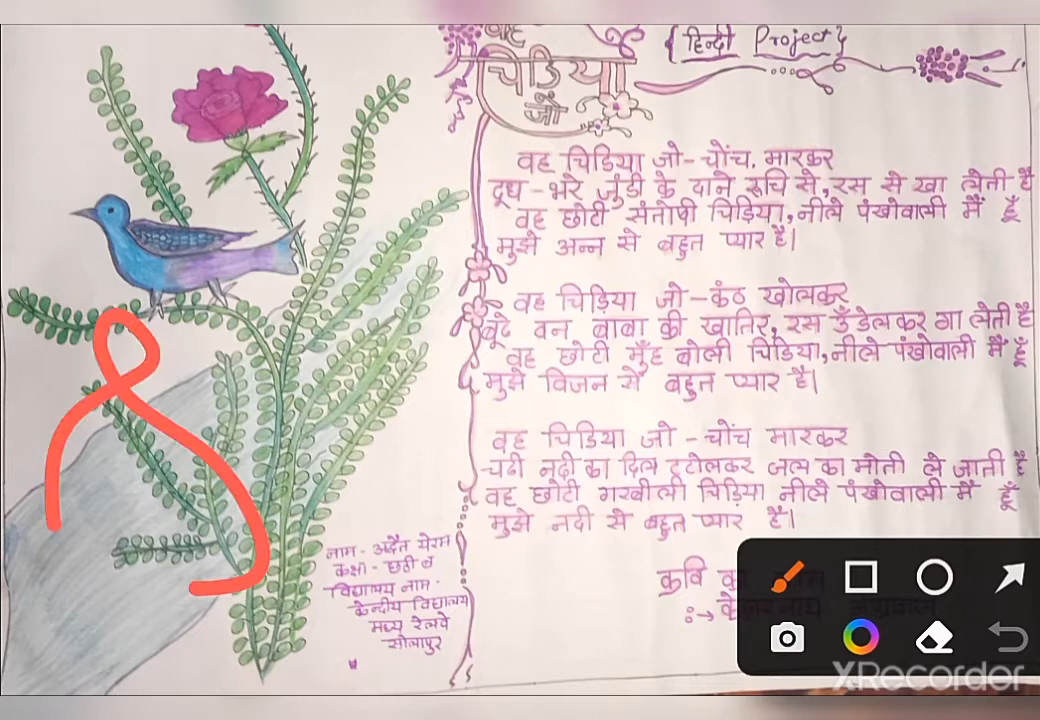 वह
चिडिया
जो
{हिन्दी Project}
वह चिडिया जो-चोंच मारकर
दूध-भरे जुंडी के दाने रूचि से, रस से खा लेती है
वह छोटी संतोषी चिड़िया, नीले पंखोवाली मैं हूँ
मुझे अन्न से बहुत प्यार है।
वह चिड़िया जो-कंठ खोलकर
बूढे वन बाबा की खातिर, रस उँडेलकर गा लेती है
वह छोटी मुँह बोली चिडिया, नीले पंखोवाली मैं हूँ
मुझे विजन से बहुत प्यार है।
वह चिडिया जो-चोंच मारकर
चढी नदी का दिल टटोलकर जल का मोती ले जाती है
वह छोटी गरबीली चिडिया नीले पंखोवाली मैं हूँ
मुझे नदी से बहुत प्यार है।
कवि का
नाम - अद्वैत
कक्षा - छठी ब
विद्यालय नाम -
केन्दीय विद्यालय
मध्य रेलवे
सोलापुर
XRecorder